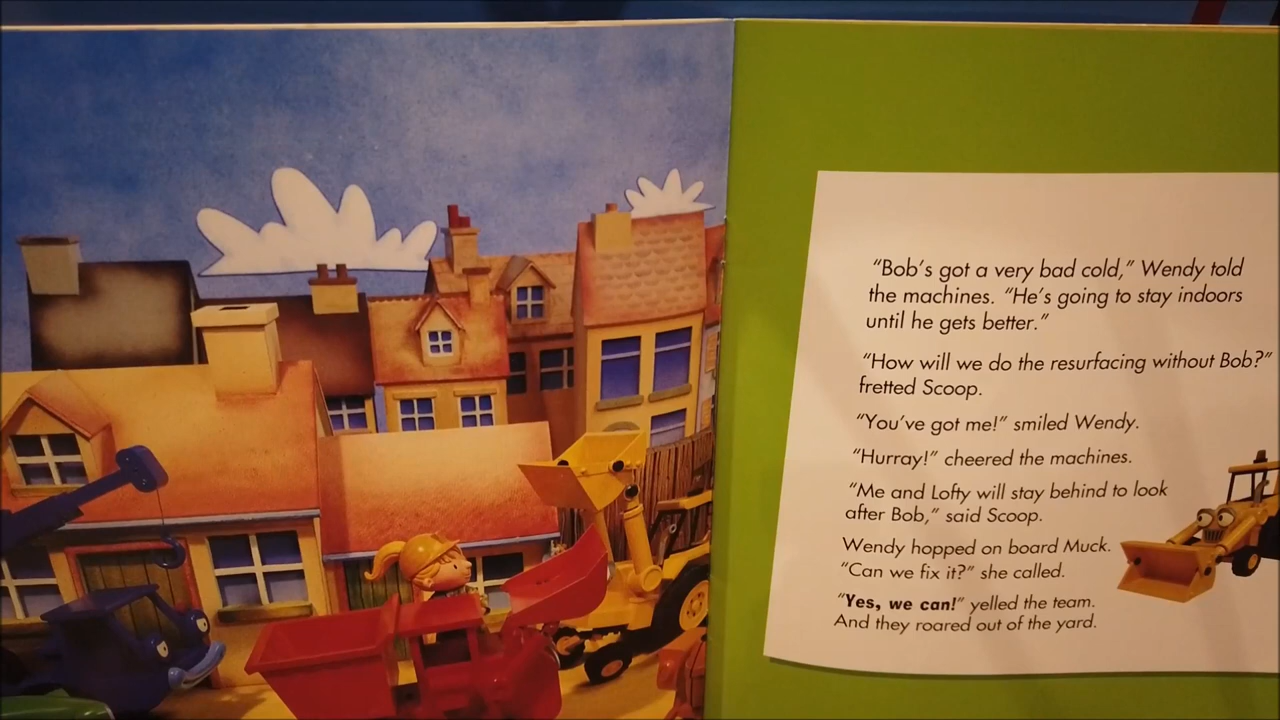 "Bob's got a very bad cold," Wendy told
the machines. "He's going to stay indoors
until he gets better."
"How will we do the resurfacing without Bob?"
fretted Scoop.
"You've got me!" smiled Wendy.
"Hurray!" cheered the machines.
"Me and Lofty will stay behind to look
after Bob," said Scoop.
Wendy hopped on board Muck.
"Can we fix it?" she called.
"Yes, we can!" yelled the team.
And they roared out of the yard.